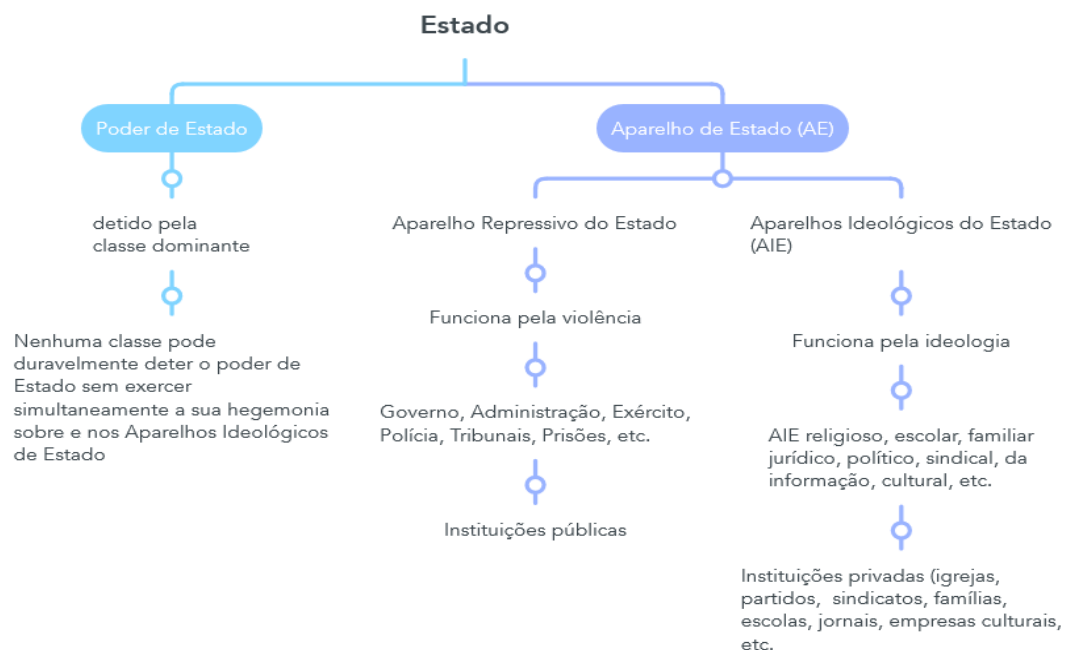 Estado
Poder de Estado
Aparelho de Estado (AE)
detido pela
classe dominante
Aparelho Repressivo do Estado
Aparelhos Ideológicos do Estado
(AIE)
Nenhuma classe pode
duravelmente deter o poder de
Estado sem exercer
simultaneamente a sua hegemonia
sobre e nos Aparelhos Ideológicos
de Estado
Funciona pela violência
Funciona pela ideologia
Governo, Administração, Exército,
Polícia, Tribunais, Prisões, etc.
AIE religioso, escolar, familiar
jurídico, político, sindical, da
informação, cultural, etc.
Instituições públicas
Instituições privadas (igrejas,
partidos, sindicatos, famílias,
escolas, jornais, empresas culturais,
etc.